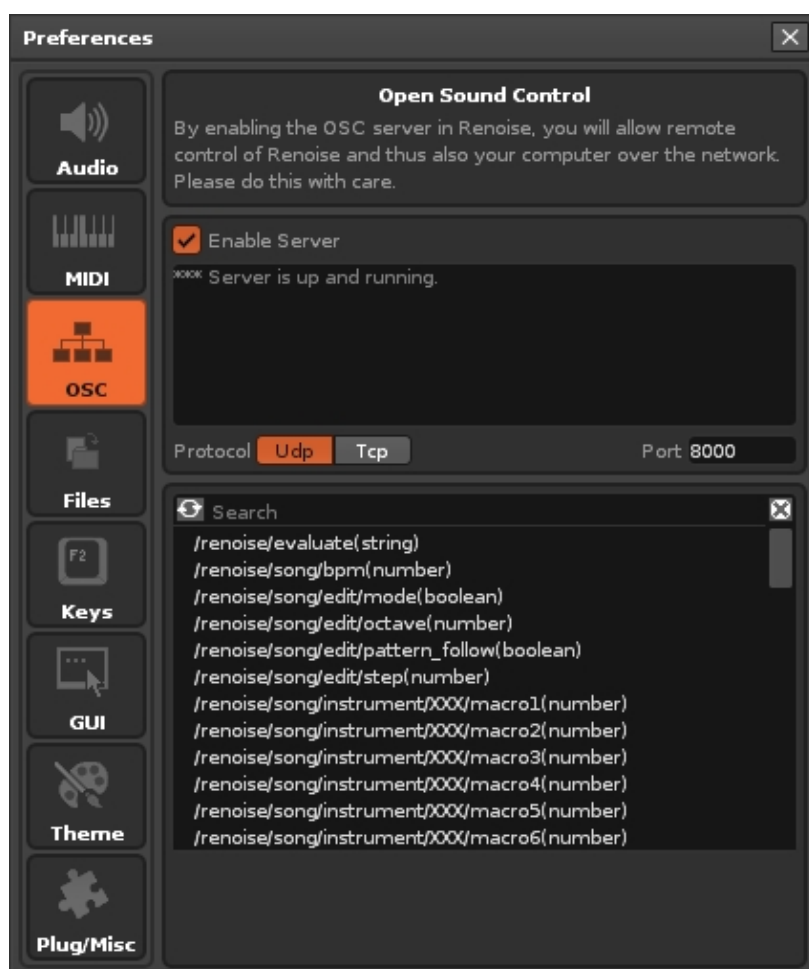 Preferences
Audio
MIDI
OSC
Files
F2
Keys
GUI
Theme
Plug/Misc
Open Sound Control
By enabling the OSC server in Renoise, you will allow remote
control of Renoise and thus also your computer over the network.
Please do this with care.
Enable Server
*** Server is up and running.
Protocol Udp Tcp Port 8000
Search
/renoise/evaluate(string)
/renoise/song/bpm(number)
/renoise/song/edit/mode(boolean)
/renoise/song/edit/octave(number)
/renoise/song/edit/pattern_follow(boolean)
/renoise/song/edit/step(number)
/renoise/song/instrument/XXX/macro1(number)
/renoise/song/instrument/XXX/macro2(number)
/renoise/song/instrument/XXX/macro3(number)
/renoise/song/instrument/XXX/macro4(number)
/renoise/song/instrument/XXX/macro5(number)
/renoise/song/instrument/XXX/macro6(number)